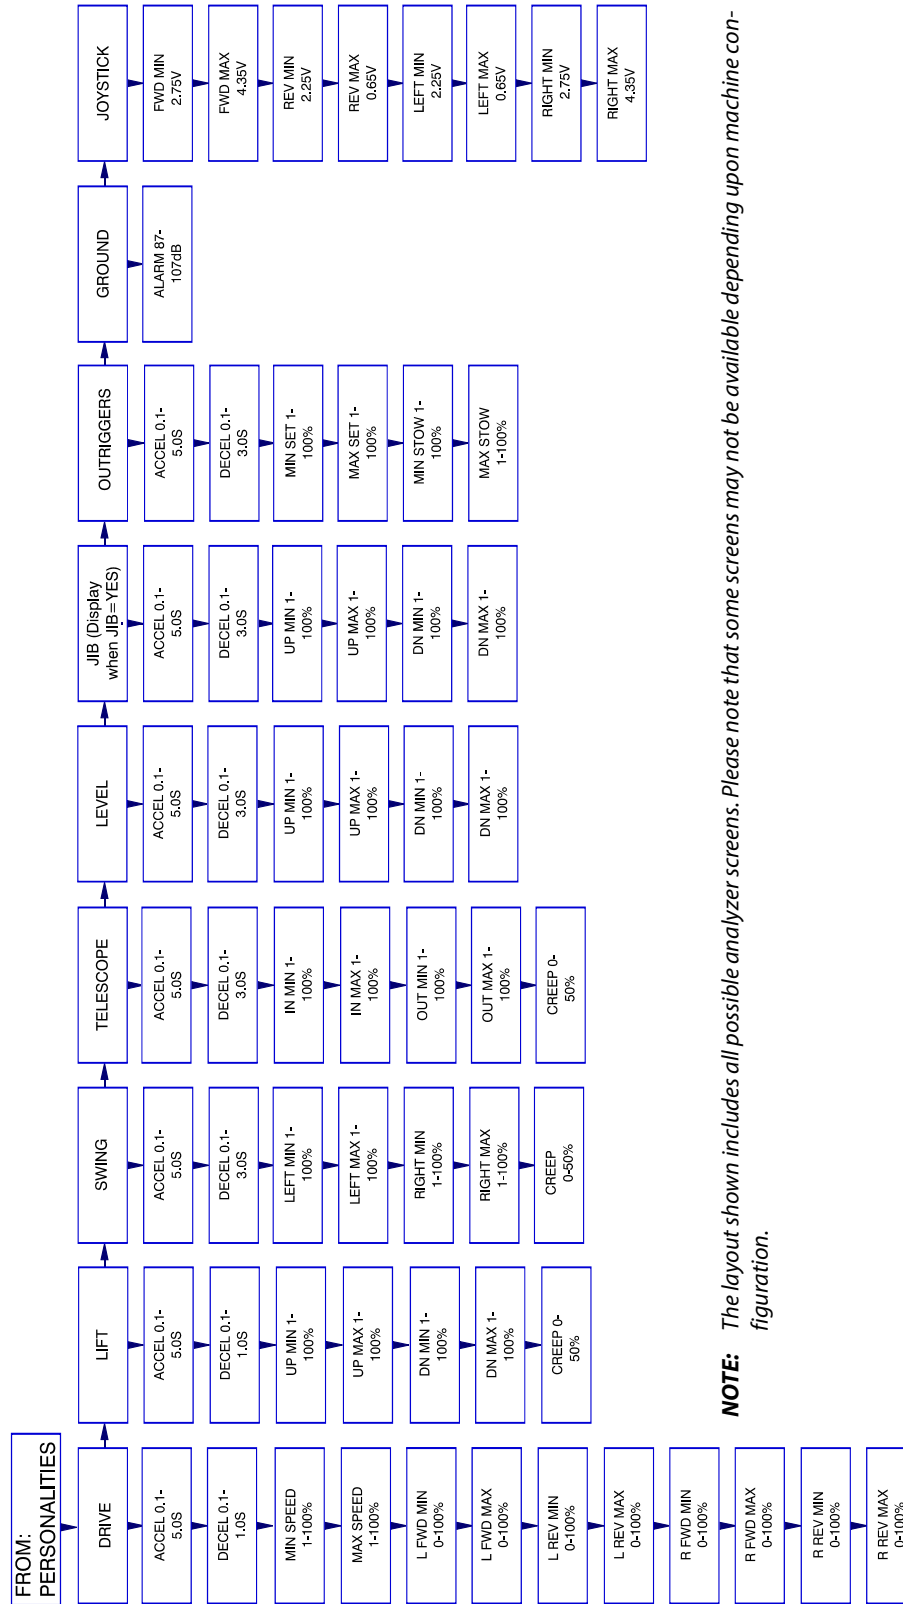 FROM:
PERSONALITIES
DRIVE
ACCEL 0.1-
5.0S
DECEL 0.1-
1.0S
MIN SPEED
1-100%
MAX SPEED
1-100%
L FWD MIN
0-100%
L FWD MAX
0-100%
L REV MIN
0-100%
L REV MAX
0-100%
R FWD MIN
0-100%
R FWD MAX
0-100%
R REV MIN
0-100%
R REV MAX
0-100%
LIFT
ACCEL 0.1-
5.0S
DECEL 0.1-
1.0S
UP MIN 1-
100%
UP MAX 1-
100%
DN MIN 1-
100%
DN MAX 1-
100%
CREEP 0-
50%
SWING
ACCEL 0.1-
5.0S
DECEL 0.1-
3.0S
LEFT MIN 1-
100%
LEFT MAX 1-
100%
RIGHT MIN
1-100%
RIGHT MAX
1-100%
CREEP
0-50%
TELESCOPE
ACCEL 0.1-
5.0S
DECEL 0.1-
3.0S
IN MIN 1-
100%
IN MAX 1-
100%
OUT MIN 1-
100%
OUT MAX 1-
100%
CREEP 0-
50%
LEVEL
ACCEL 0.1-
5.0S
DECEL 0.1-
3.0S
UP MIN 1-
100%
UP MAX 1-
100%
DN MIN 1-
100%
DN MAX 1-
100%
JIB (Display
when JIB=YES)
ACCEL 0.1-
5.0S
DECEL 0.1-
3.0S
UP MIN 1-
100%
UP MAX 1-
100%
DN MIN 1-
100%
DN MAX 1-
100%
OUTRIGGERS
ACCEL 0.1-
5.0S
DECEL 0.1-
3.0S
MIN SET 1-
100%
MAX SET 1-
100%
MIN STOW 1-
100%
MAX STOW
1-100%
GROUND
ALARM 87-
107dB
JOYSTICK
FWD MIN
2.75V
FWD MAX
4.35V
REV MIN
2.25V
REV MAX
0.65V
LEFT MIN
2.25V
LEFT MAX
0.65V
RIGHT MIN
2.75V
RIGHT MAX
4.35V
NOTE: The layout shown includes all possible analyzer screens. Please note that some screens may not be available depending upon machine con-
figuration.